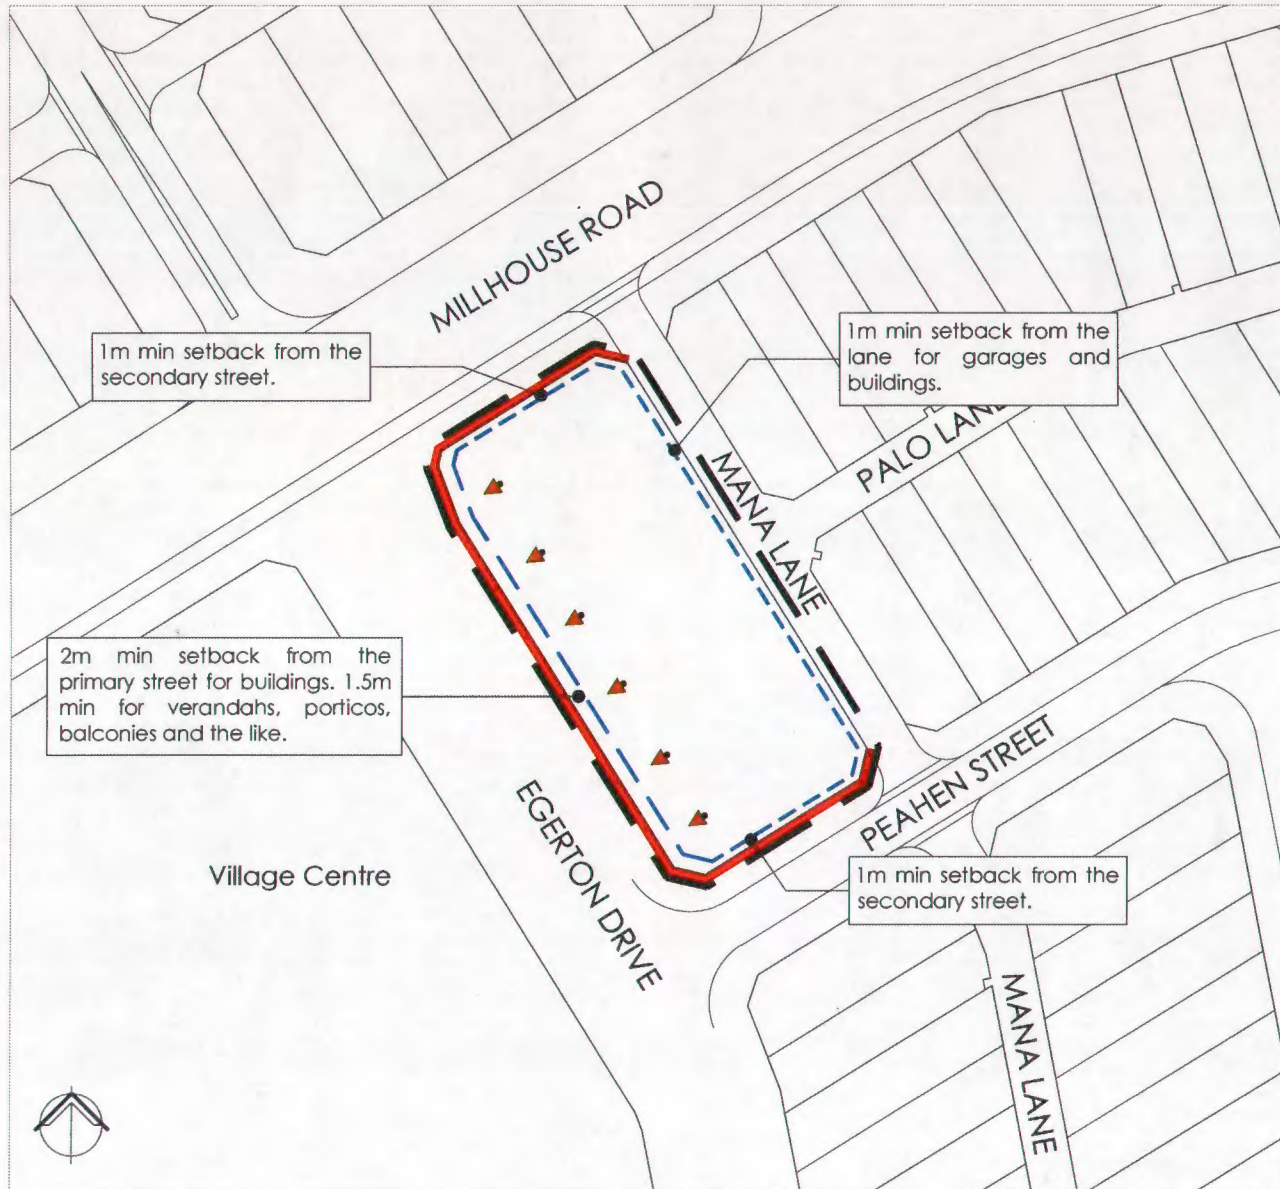 MILLHOUSE ROAD
1m min setback from the
secondary street.
1m min setback from the
lane for garages and
buildings.
PALO LANE
MANA LANE
2m min setback from the
primary street for buildings. 1.5m
min for verandahs, porticos,
balconies and the like.
EGERTON DRIVE
PEAHEN STREET
Village Centre
1m min setback from the
secondary street.
MANA LANE